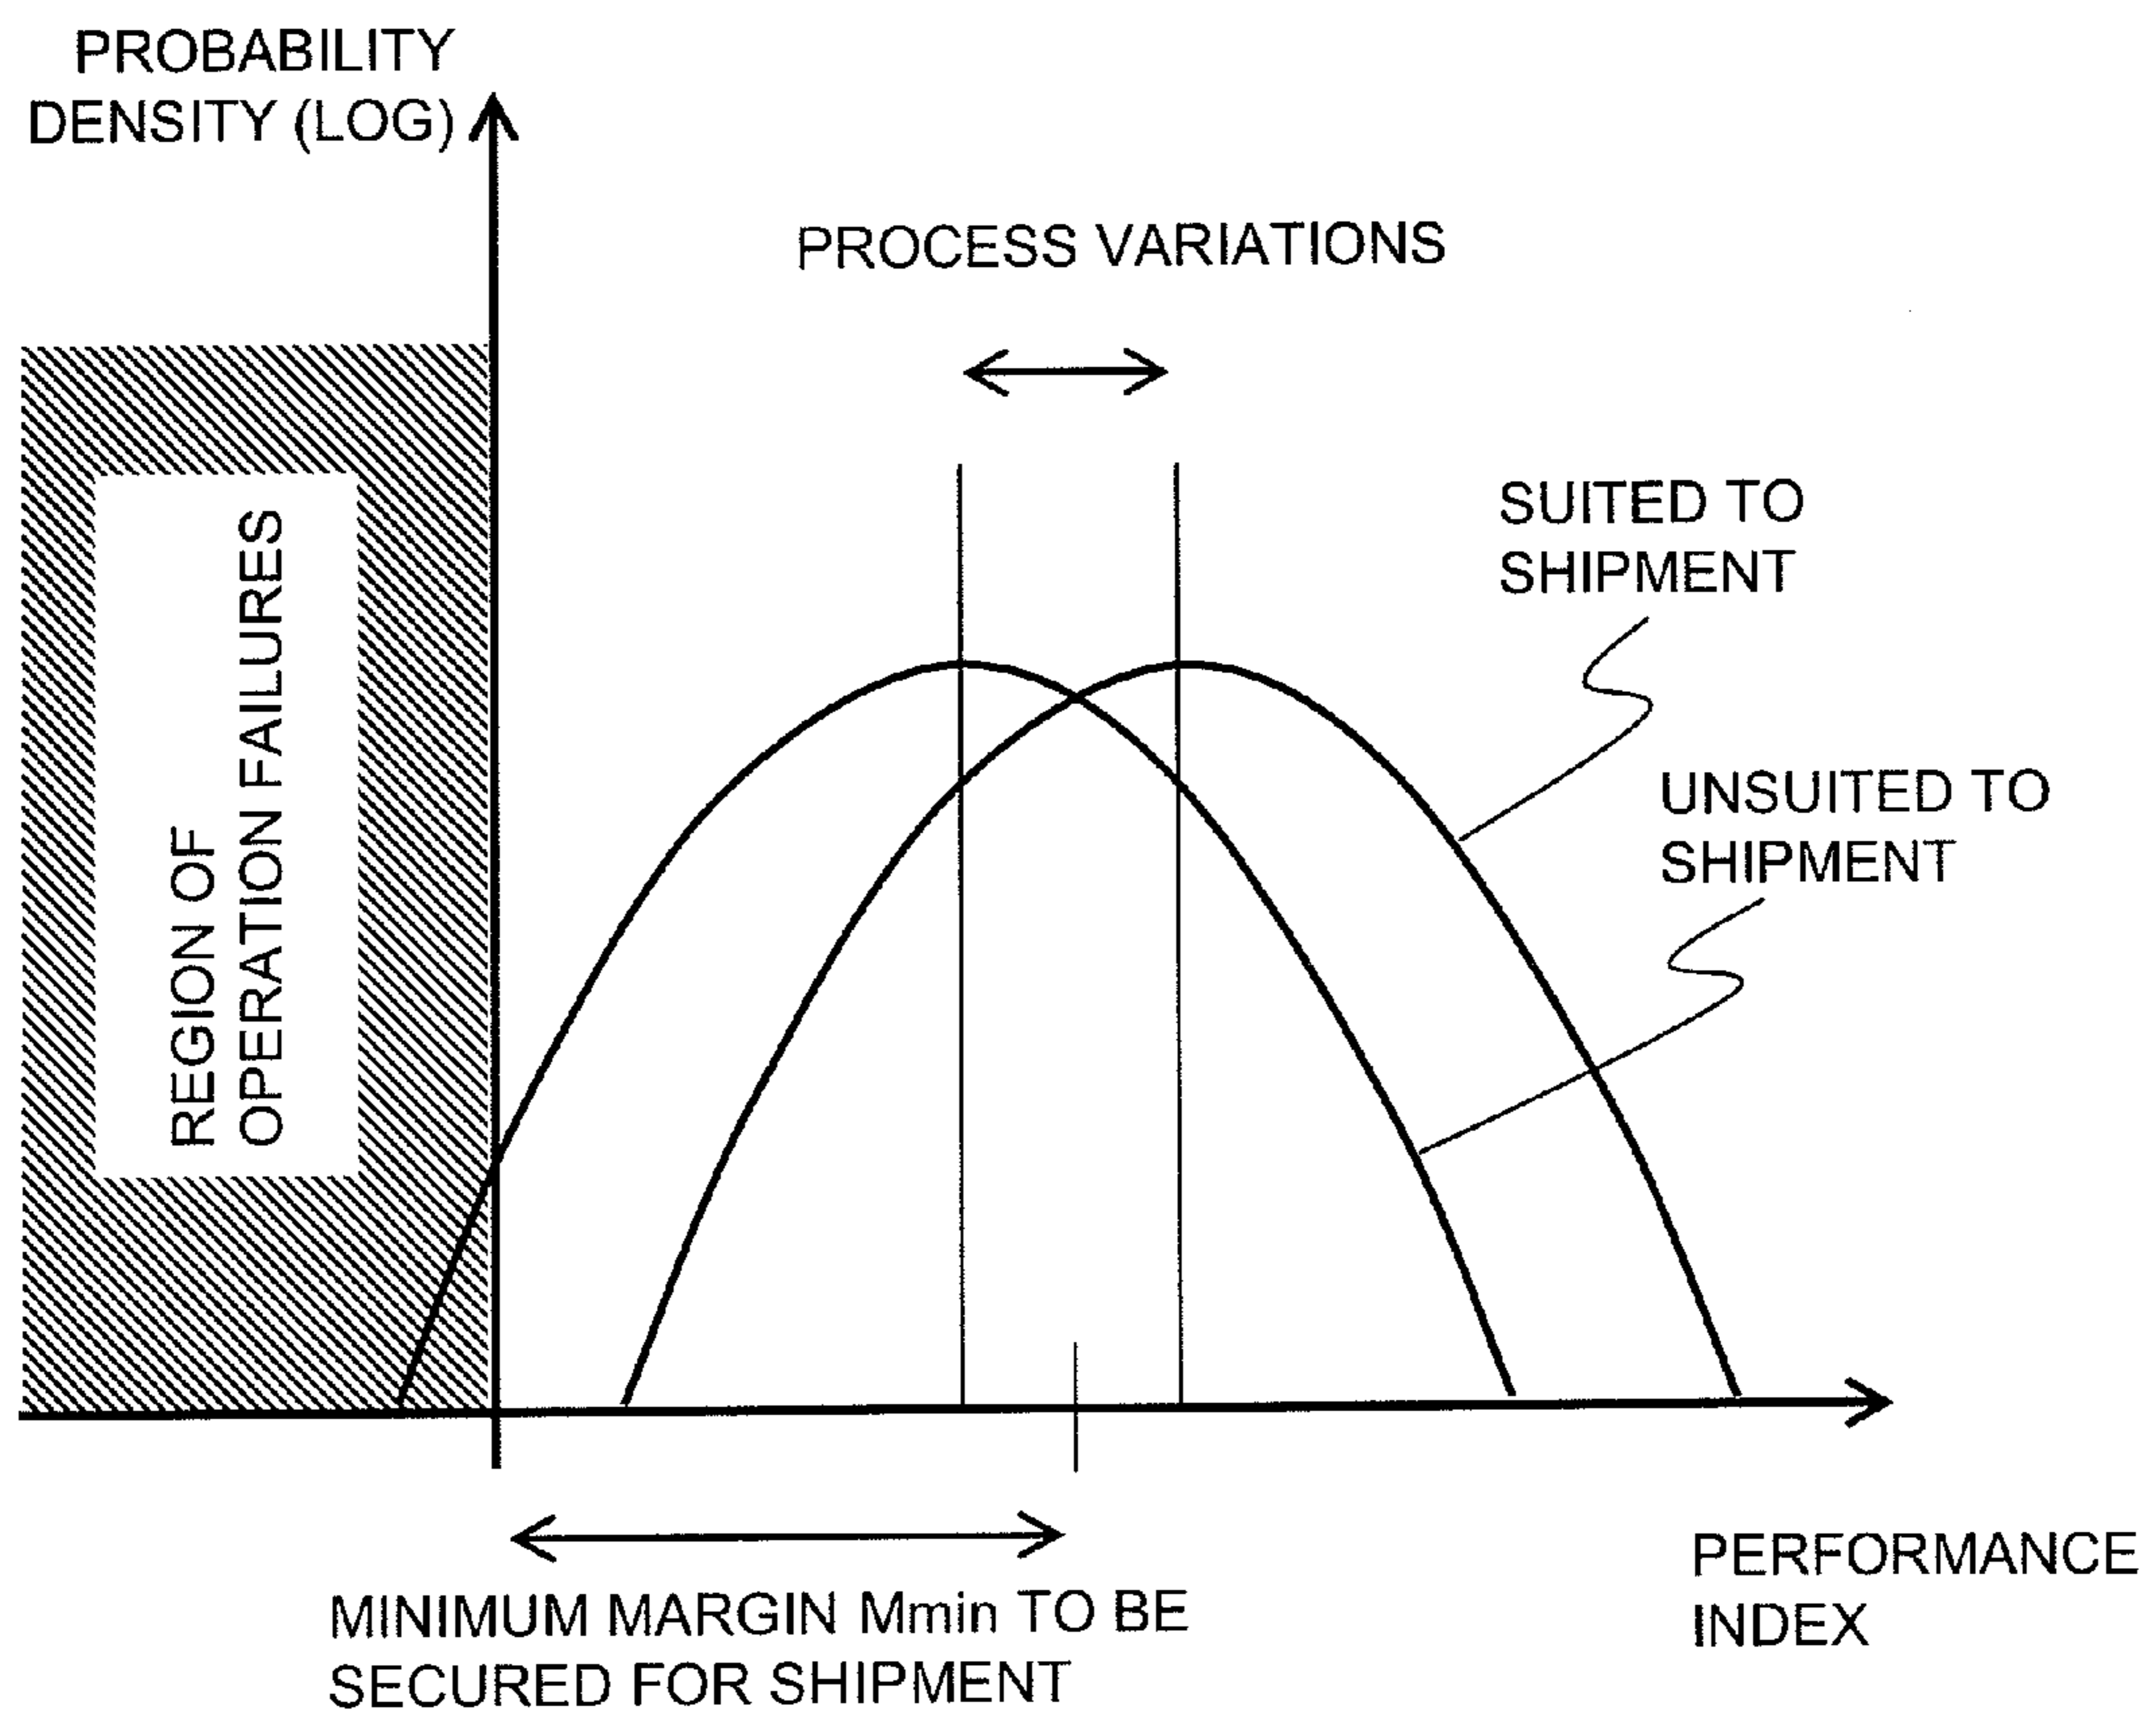 PROBABILITY
DENSITY (LOG)
PROCESS VARIATIONS
SUITED TO
SHIPMENT
UNSUITED TO
SHIPMENT
REGION OF
OPERATION FAILURES
MINIMUM MARGIN Mmin TO BE
SECURED FOR SHIPMENT
PERFORMANCE
INDEX